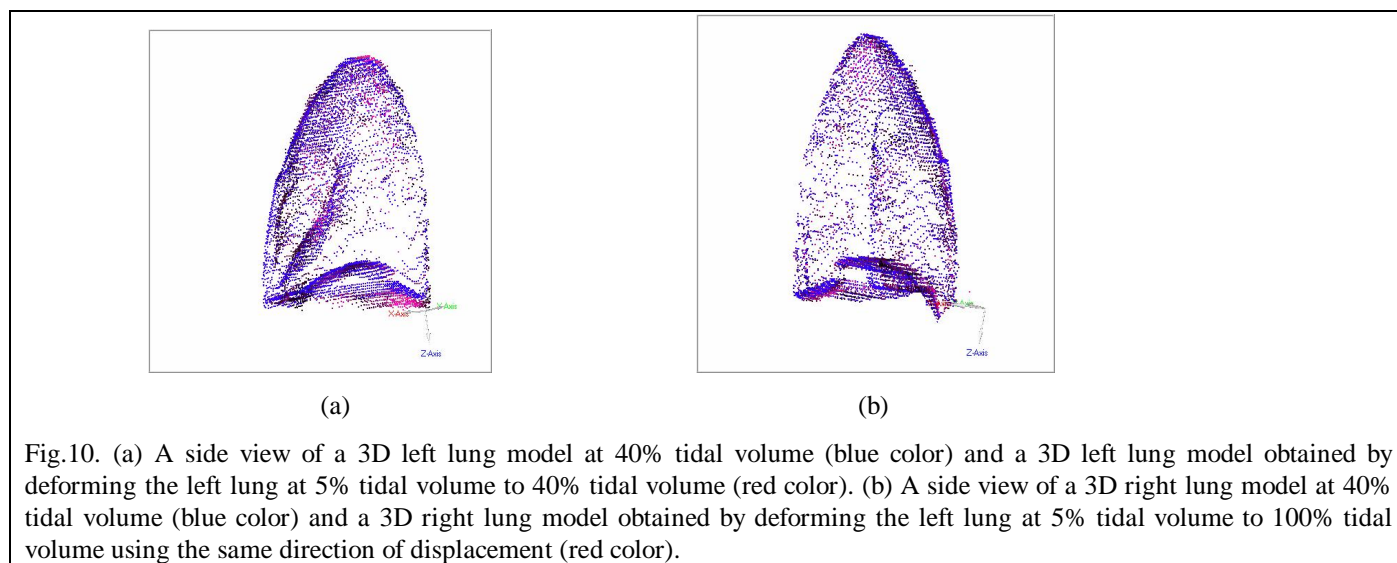 X-Axis
Y-Axis
Z-Axis
X-Axis
Y-Axis
Z-Axis
(a)
(b)
Fig.10. (a) A side view of a 3D left lung model at 40% tidal volume (blue color) and a 3D left lung model obtained by
deforming the left lung at 5% tidal volume to 40% tidal volume (red color). (b) A side view of a 3D right lung model at 40%
tidal volume (blue color) and a 3D right lung model obtained by deforming the left lung at 5% tidal volume to 100% tidal
volume using the same direction of displacement (red color).